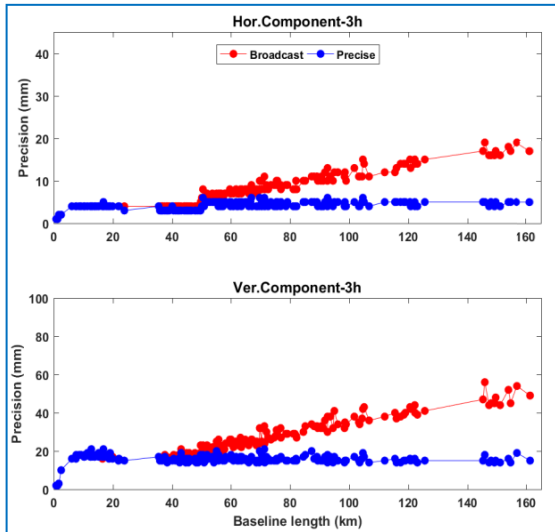 Hor.Component-3h
Broadcast Precise
Precision (mm)
40
30
20
10
0
0 20 40 60 80 100 120 140 160
Ver.Component-3h
Precision (mm)
100
80
60
40
20
0
0 20 40 60 80 100 120 140 160
Baseline length (km)